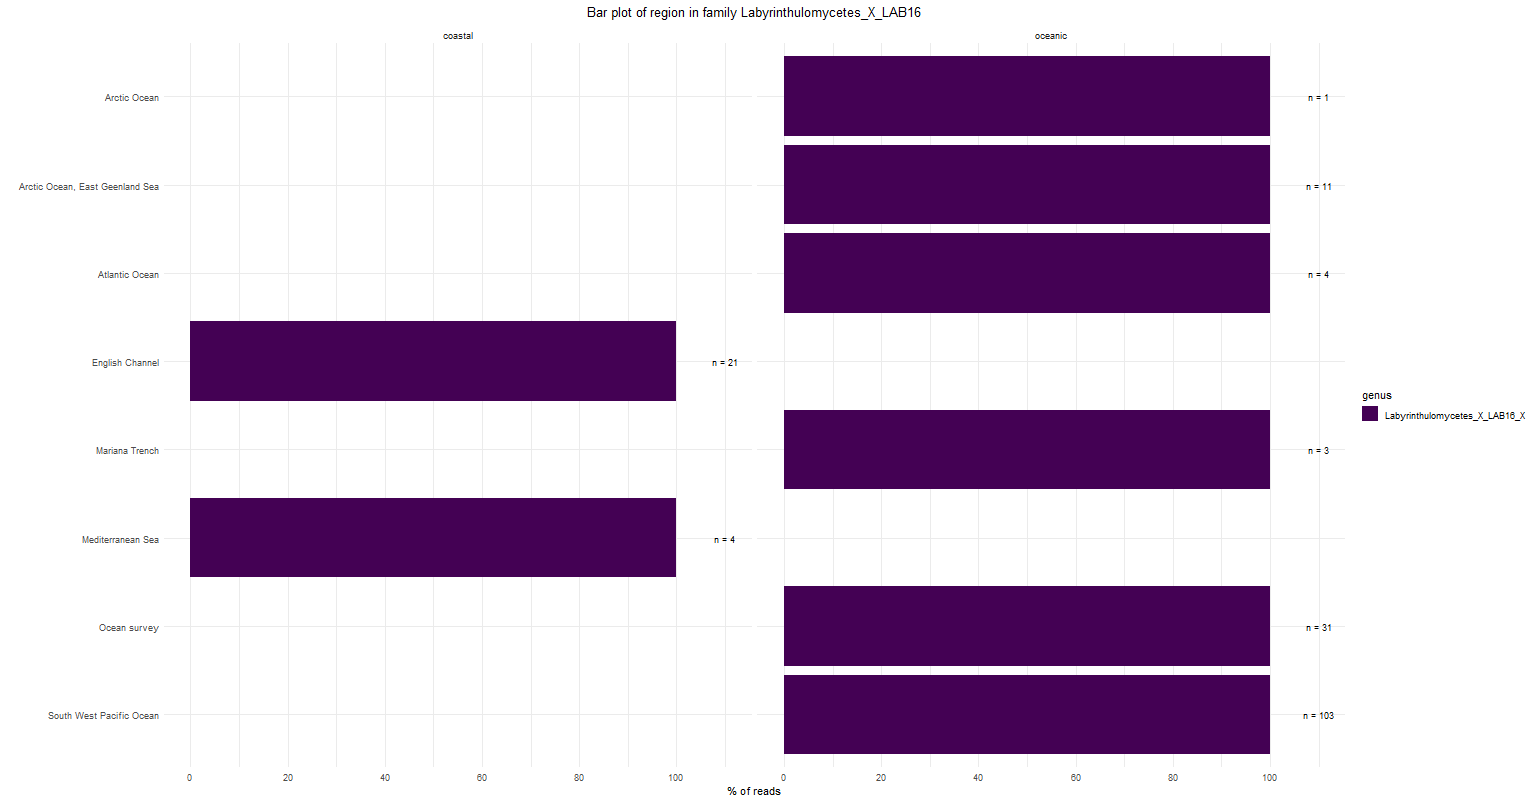 Bar plot of region in family Labyrinthulomycetes_X_LAB16
coastal
oceanic
Arctic Ocean
n = 1
Arctic Ocean, East Geenland Sea
n = 11
Atlantic Ocean
n = 4
English Channel
n = 21
Mariana Trench
n = 3
Mediterranean Sea
n = 4
Ocean survey
n = 31
South West Pacific Ocean
n = 103
0 20 40 60 80 100
0 20 40 60 80 100
% of reads
genus
Labyrinthulomycetes_X_LAB16_X